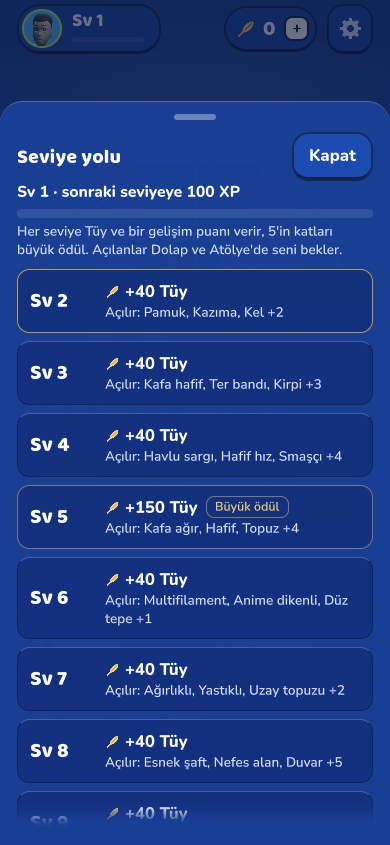 Sv 1
0
+
Seviye yolu
Kapat
Sv 1 · sonraki seviyeye 100 XP
Her seviye Tüy ve bir gelişim puanı verir, 5'in katları
büyük ödül. Açılanlar Dolap ve Atölye'de seni bekler.
Sv 2
+40 Tüy
Açılır: Pamuk, Kazıma, Kel +2
Sv 3
+40 Tüy
Açılır: Kafa hafif, Ter bandı, Kirpi +3
Sv 4
+40 Tüy
Açılır: Havlu sargı, Hafif hız, Smaşçı +4
Sv 5
+150 Tüy Büyük ödül
Açılır: Kafa ağır, Hafif, Topuz +4
Sv 6
+40 Tüy
Açılır: Multifilament, Anime dikenli, Düz
tepe +1
Sv 7
+40 Tüy
Açılır: Ağırlıklı, Yastıklı, Uzay topuzu +2
Sv 8
+40 Tüy
Açılır: Esnek şaft, Nefes alan, Duvar +5
Sv 9
+40 Tüy